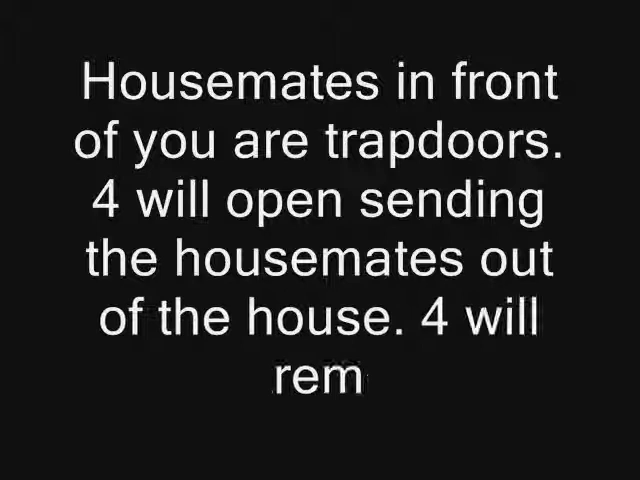 Housemates in front
of you are trapdoors.
4 will open sending
the housemates out
of the house. 4 will
rem